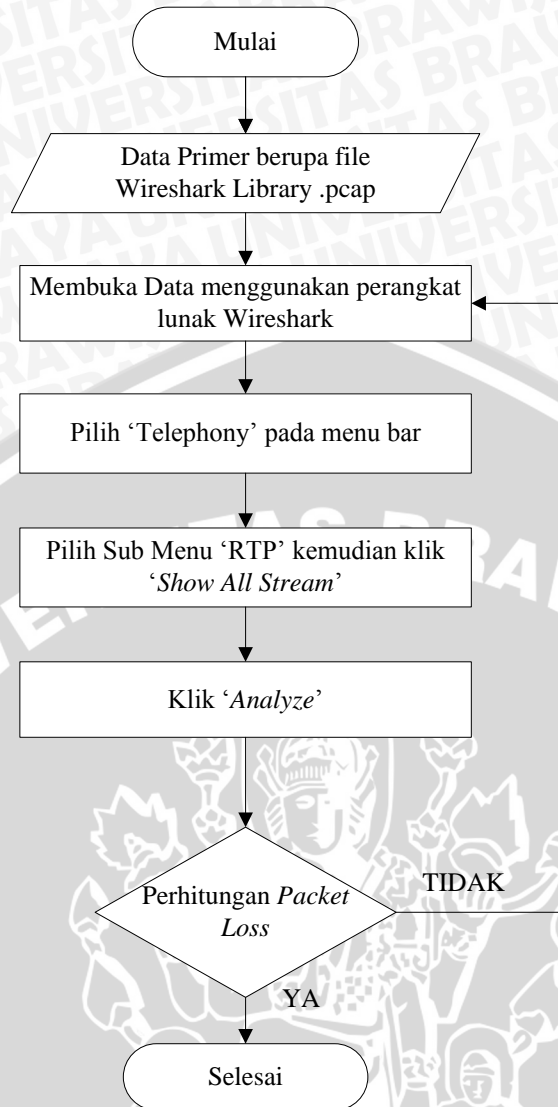 Mulai
Data Primer berupa file
Wireshark Library .pcap
Membuka Data menggunakan perangkat
lunak Wireshark
Pilih ‘Telephony’ pada menu bar
Pilih Sub Menu ‘RTP’ kemudian klik
‘Show All Stream’
Klik ‘Analyze’
Perhitungan Packet
Loss
TIDAK
YA
Selesai